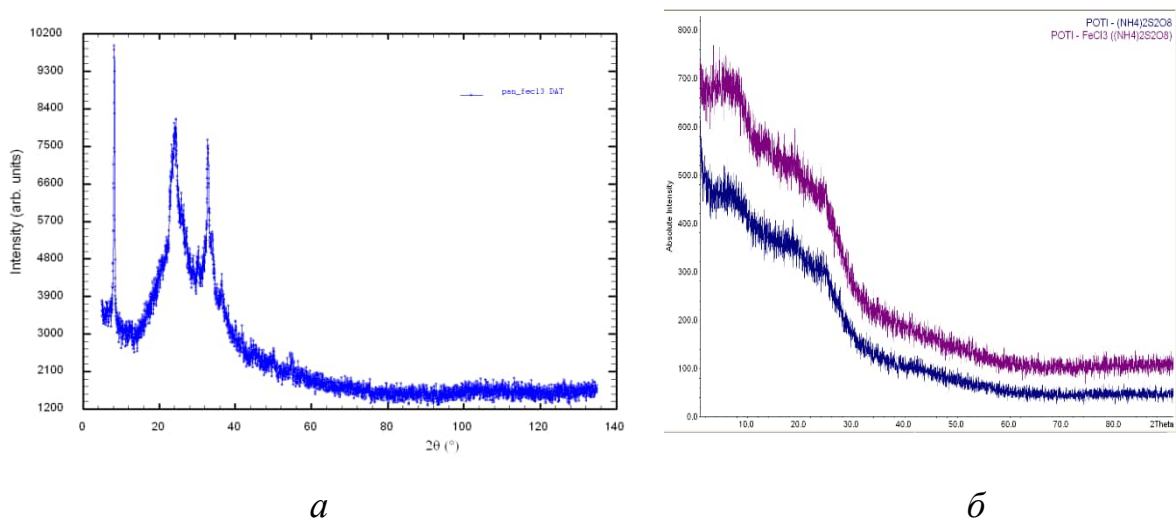 10200
9300
8400
7500
6600
5700
4800
3900
3000
2100
1200
Intensity (arb. units)
pan_fecl3 DAT
0 20 40 60 80 100 120 140
2θ (°)
а
POTI - (NH4)2S2O8
POTI - FeCl3 ((NH4)2S2O8)
800.0
700.0
600.0
500.0
400.0
300.0
200.0
100.0
0.0
Absolute Intensity
10.0 20.0 30.0 40.0 50.0 60.0 70.0 80.0 2Theta
б